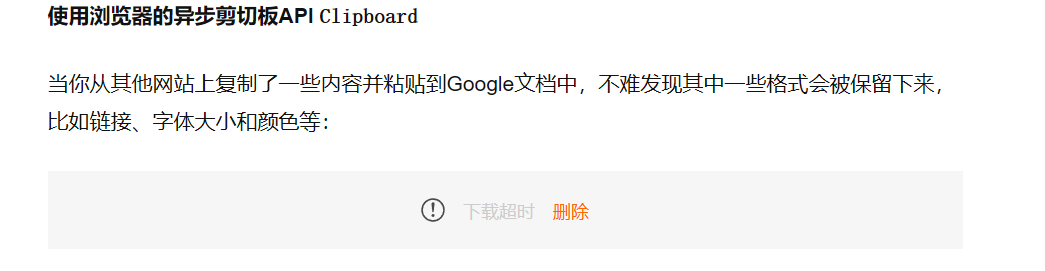 使用浏览器的异步剪切板API Clipboard
当你从其他网站上复制了一些内容并粘贴到Google文档中，不难发现其中一些格式会被保留下来，
比如链接、字体大小和颜色等：
下载超时 删除